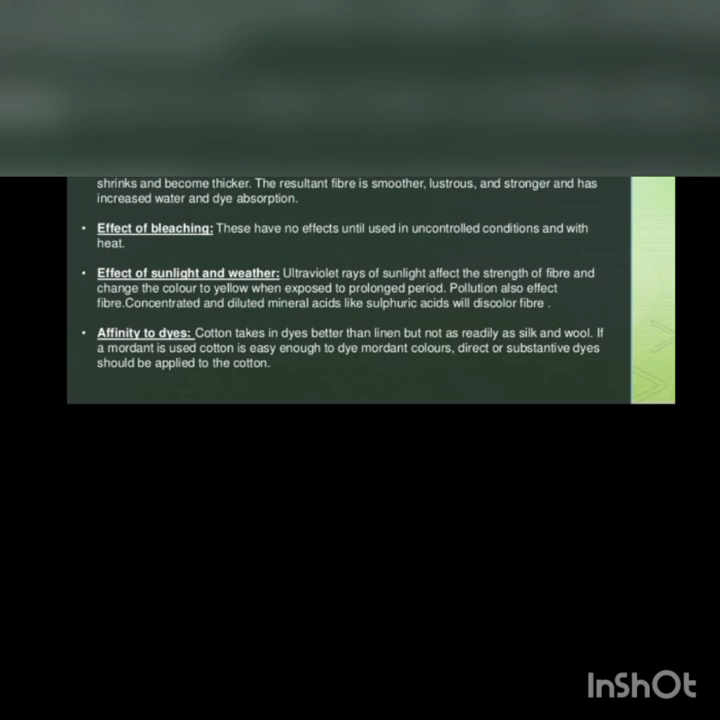 shrinks and become thicker. The resultant fibre is smoother, lustrous, and stronger and has
increased water and dye absorption.
• Effect of bleaching: These have no effects until used in uncontrolled conditions and with
heat.
• Effect of sunlight and weather: Ultraviolet rays of sunlight affect the strength of fibre and
change the colour to yellow when exposed to prolonged period. Pollution also effect
fibre.Concentrated and diluted mineral acids like sulphuric acids will discolor fibre .
• Affinity to dyes: Cotton takes in dyes better than linen but not as readily as silk and wool. If
a mordant is used cotton is easy enough to dye mordant colours, direct or substantive dyes
should be applied to the cotton.
InShOt